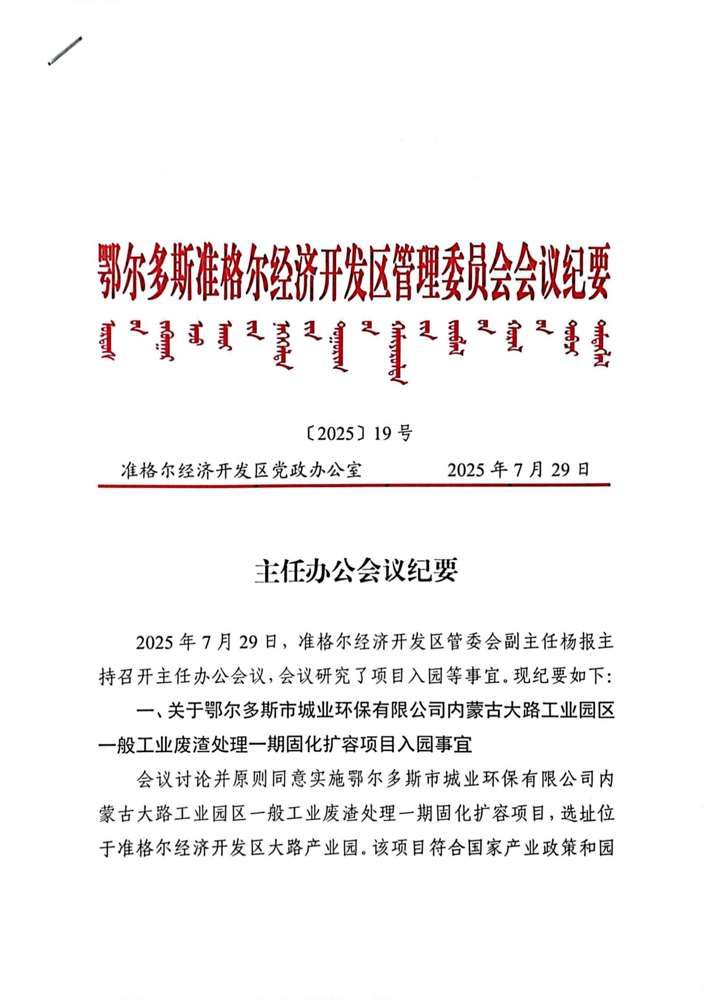 鄂尔多斯准格尔经济开发区管理委员会会议纪要
〔2025〕19 号
准格尔经济开发区党政办公室 2025 年 7 月 29 日
主任办公会议纪要
2025 年 7 月 29 日，准格尔经济开发区管委会副主任杨报主
持召开主任办公会议，会议研究了项目入园等事宜。现纪要如下：
一、关于鄂尔多斯市城业环保有限公司内蒙古大路工业园区
一般工业废渣处理一期固化扩容项目入园事宜
会议讨论并原则同意实施鄂尔多斯市城业环保有限公司内
蒙古大路工业园区一般工业废渣处理一期固化扩容项目，选址位
于准格尔经济开发区大路产业园。该项目符合国家产业政策和园